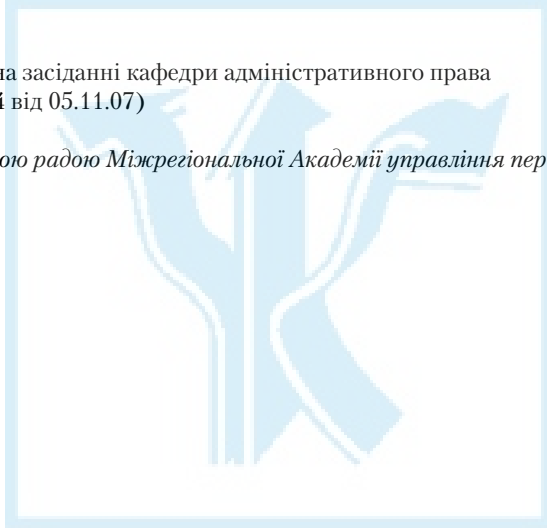 на засіданні кафедри адміністративного права
від 05.11.07)
ою радою Міжрегіональної Академії управління пер